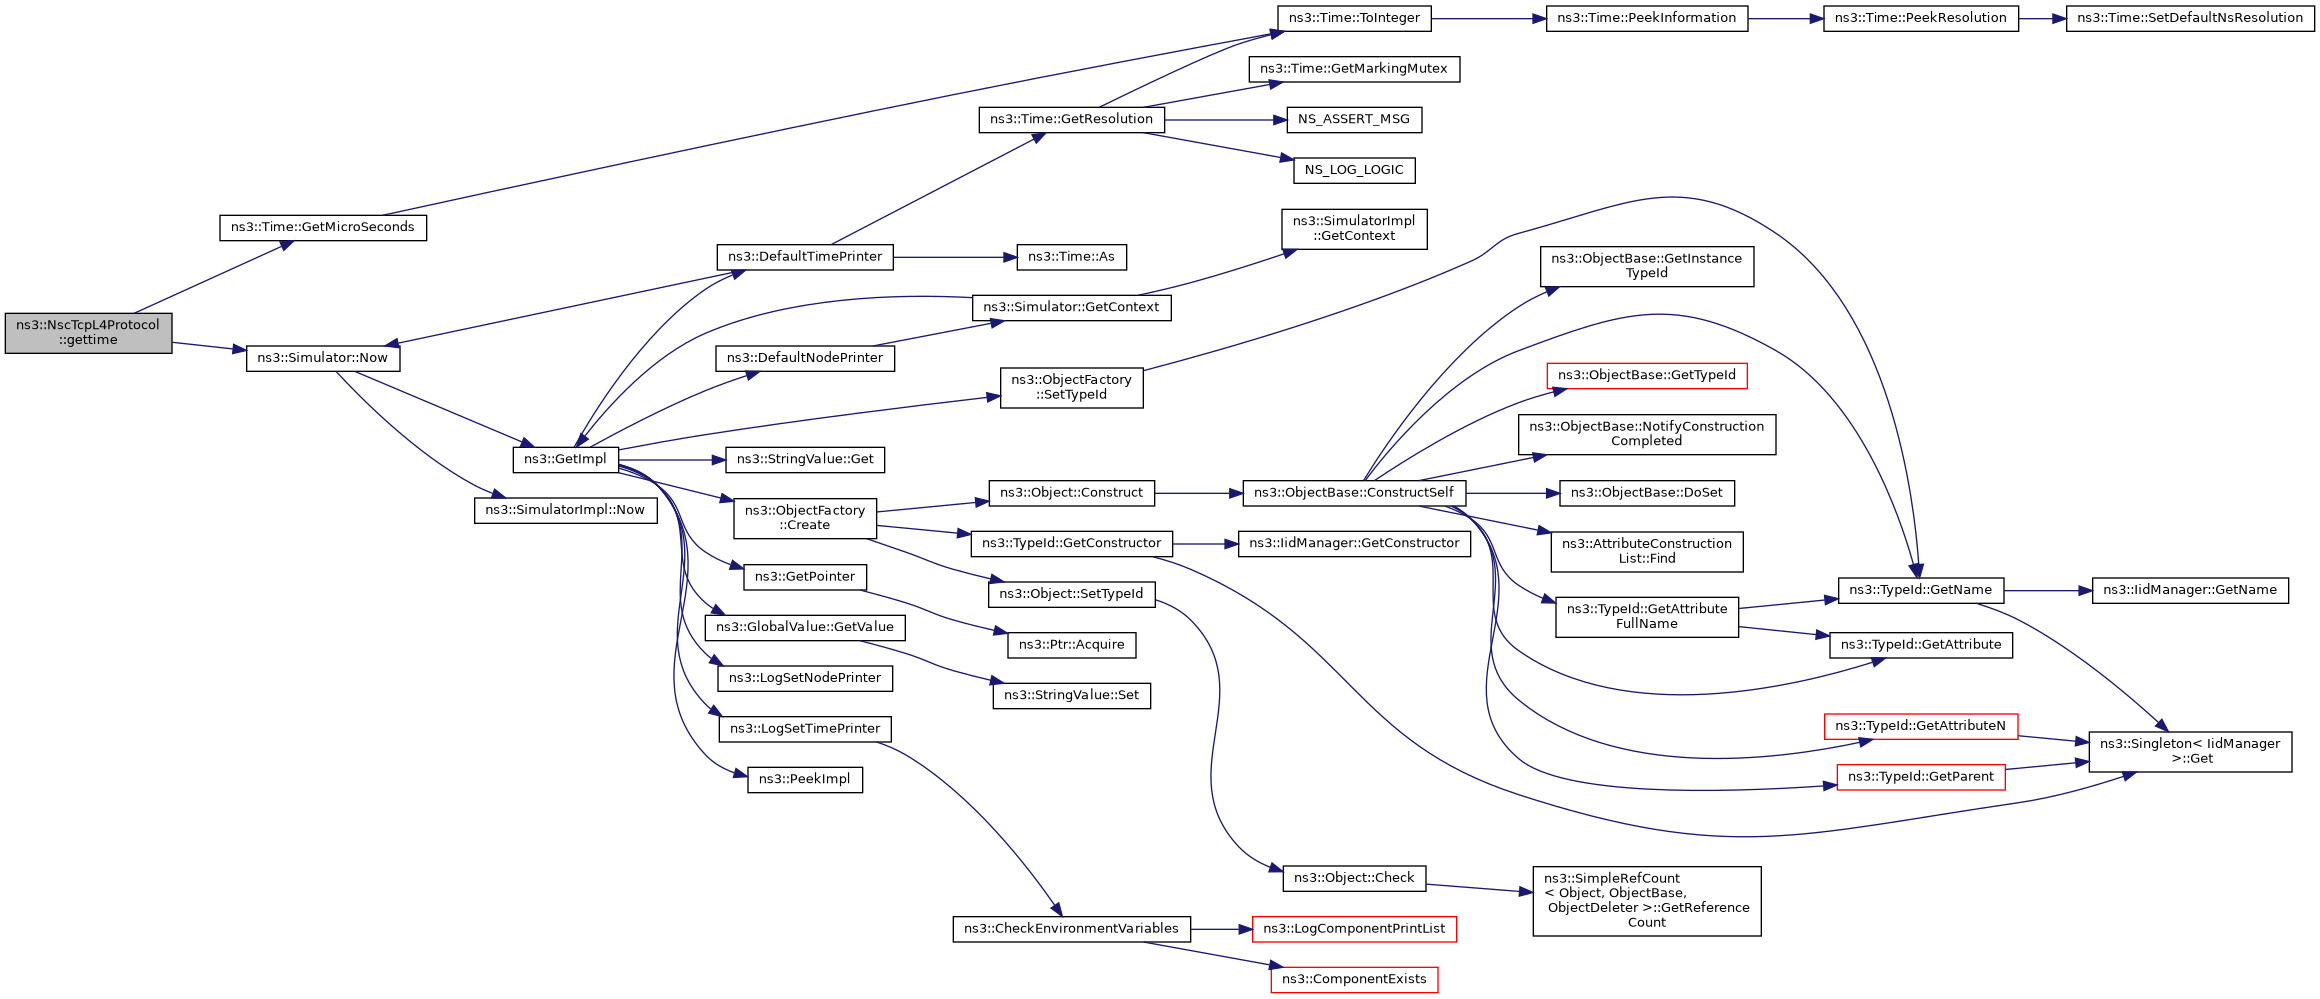 ns3::NscTcpL4Protocol
::gettime
ns3::Time::GetMicroSeconds
ns3::Simulator::Now
ns3::GetImpl
ns3::SimulatorImpl::Now
ns3::DefaultTimePrinter
ns3::DefaultNodePrinter
ns3::StringValue::Get
ns3::ObjectFactory
::Create
ns3::GetPointer
ns3::GlobalValue::GetValue
ns3::LogSetNodePrinter
ns3::LogSetTimePrinter
ns3::PeekImpl
ns3::Time::GetResolution
ns3::Time::As
ns3::Simulator::GetContext
ns3::ObjectFactory
::SetTypeId
ns3::Object::Construct
ns3::TypeId::GetConstructor
ns3::Object::SetTypeId
ns3::Ptr::Acquire
ns3::StringValue::Set
ns3::CheckEnvironmentVariables
ns3::Time::ToInteger
ns3::Time::GetMarkingMutex
NS_ASSERT_MSG
NS_LOG_LOGIC
ns3::SimulatorImpl
::GetContext
ns3::ObjectBase::ConstructSelf
ns3::IidManager::GetConstructor
ns3::Object::Check
ns3::LogComponentPrintList
ns3::ComponentExists
ns3::Time::PeekInformation
ns3::ObjectBase::GetInstance
TypeId
ns3::ObjectBase::GetTypeId
ns3::ObjectBase::NotifyConstruction
Completed
ns3::ObjectBase::DoSet
ns3::AttributeConstruction
List::Find
ns3::TypeId::GetAttribute
FullName
ns3::SimpleRefCount
< Object, ObjectBase,
ObjectDeleter >::GetReference
Count
ns3::Time::PeekResolution
ns3::TypeId::GetName
ns3::TypeId::GetAttribute
ns3::TypeId::GetAttributeN
ns3::TypeId::GetParent
ns3::Time::SetDefaultNsResolution
ns3::IidManager::GetName
ns3::Singleton< IidManager
>::Get